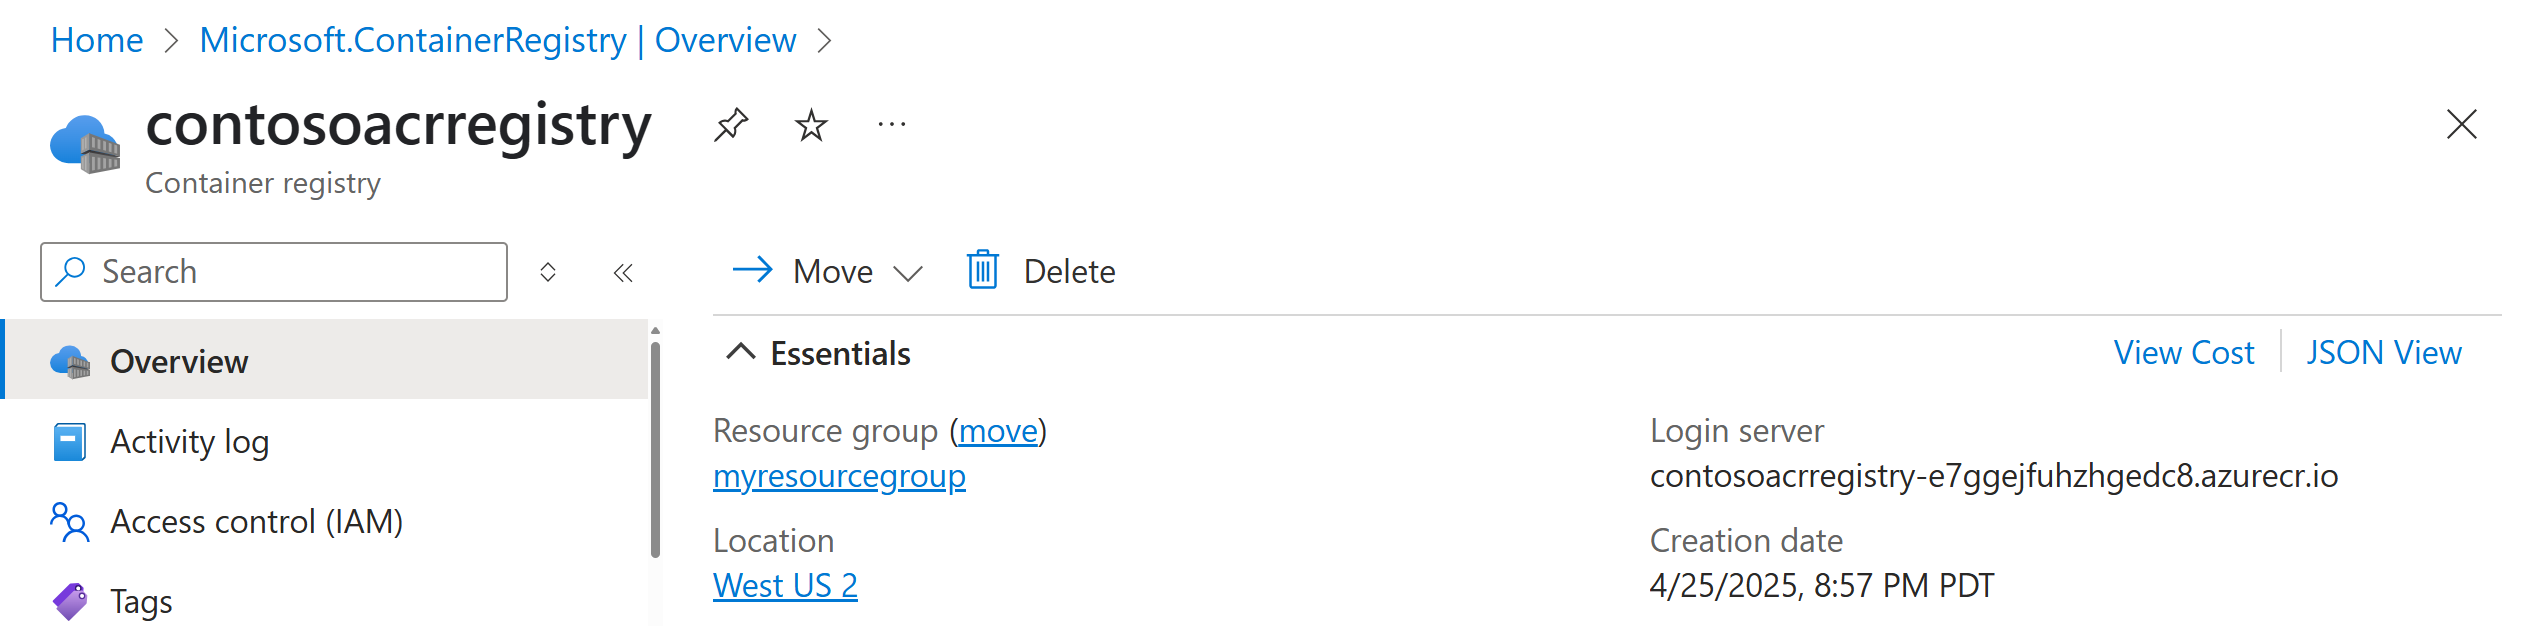 Home > Microsoft.ContainerRegistry | Overview >
contosoacrregistry ...
Container registry
Search
Move Delete
Overview
Activity log
Access control (IAM)
Tags
Essentials
View Cost JSON View
Resource group (move)
myresourcegroup
Location
West US 2
Login server
contosoacrregistry-e7ggejfuhzhgedc8.azurecr.io
Creation date
4/25/2025, 8:57 PM PDT